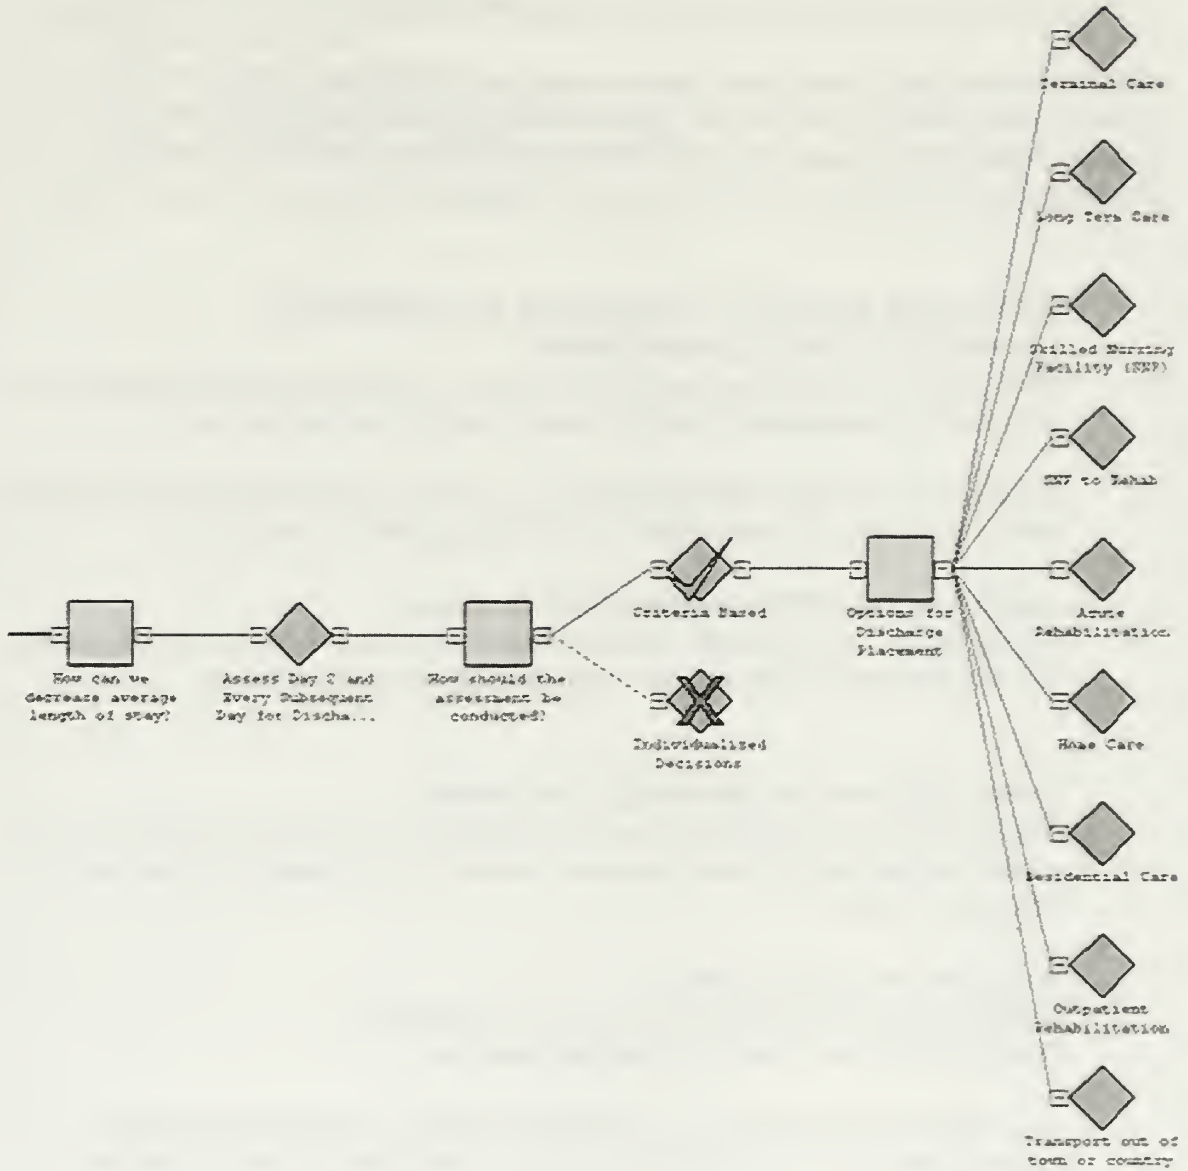 Terminal Care
Long Term Care
Skilled Nursing
Facility (SNF)
SNF to Rehab
Criteria Based
Options for
Discharge
Placement
Acute
Rehabilitation
How can we
decrease average
length of stay?
Assess Day 2 and
Every Subsequent
Day for Discha...
How should the
assessment be
conducted?
Individualized
Decisions
Home Care
Residential Care
Outpatient
Rehabilitation
Transport out of
town or country